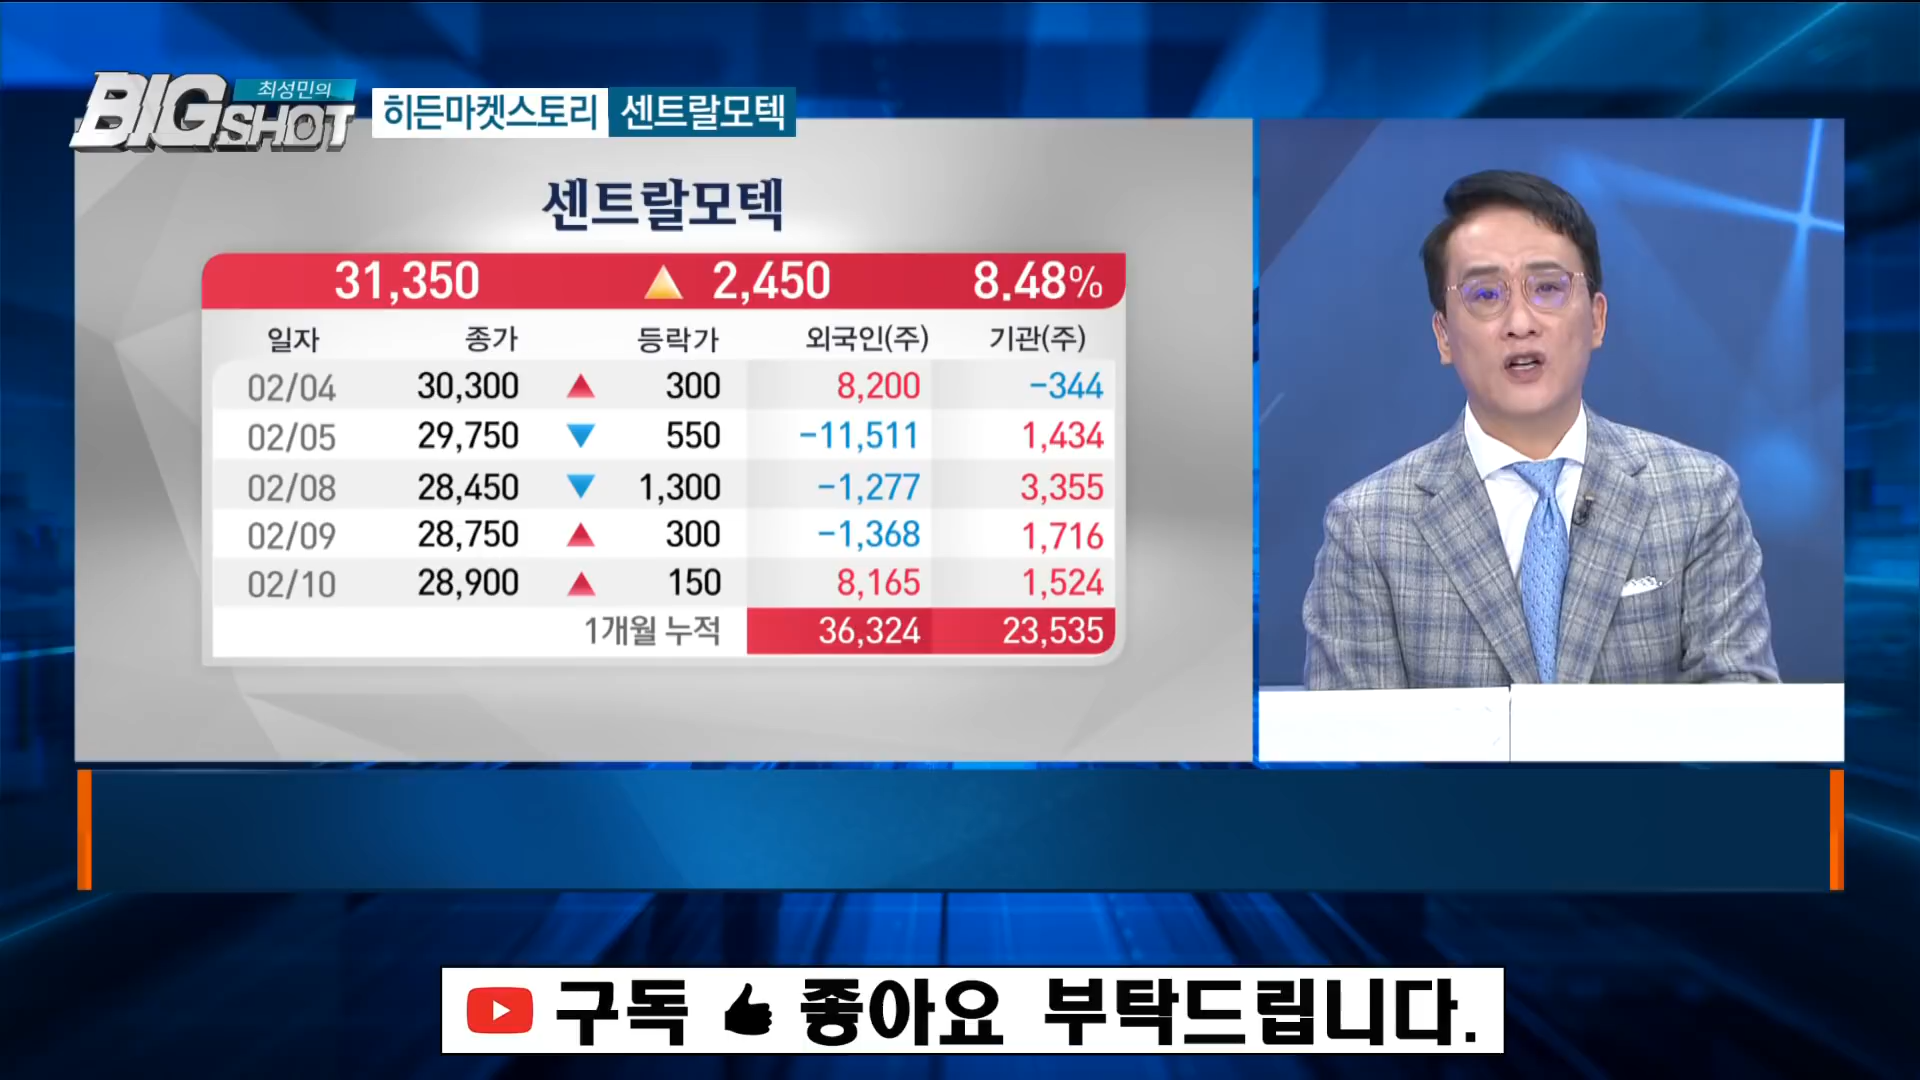 최성민의
BIG SHOT
히든마켓스토리 센트랄모텍
센트랄모텍
31,350 ▲ 2,450 8.48%
일자 종가 등락가 외국인(주) 기관(주)
02/04 30,300 ▲ 300 8,200 -344
02/05 29,750 ▼ 550 -11,511 1,434
02/08 28,450 ▼ 1,300 -1,277 3,355
02/09 28,750 ▲ 300 -1,368 1,716
02/10 28,900 ▲ 150 8,165 1,524
1개월 누적 36,324 23,535
구독 좋아요 부탁드립니다.